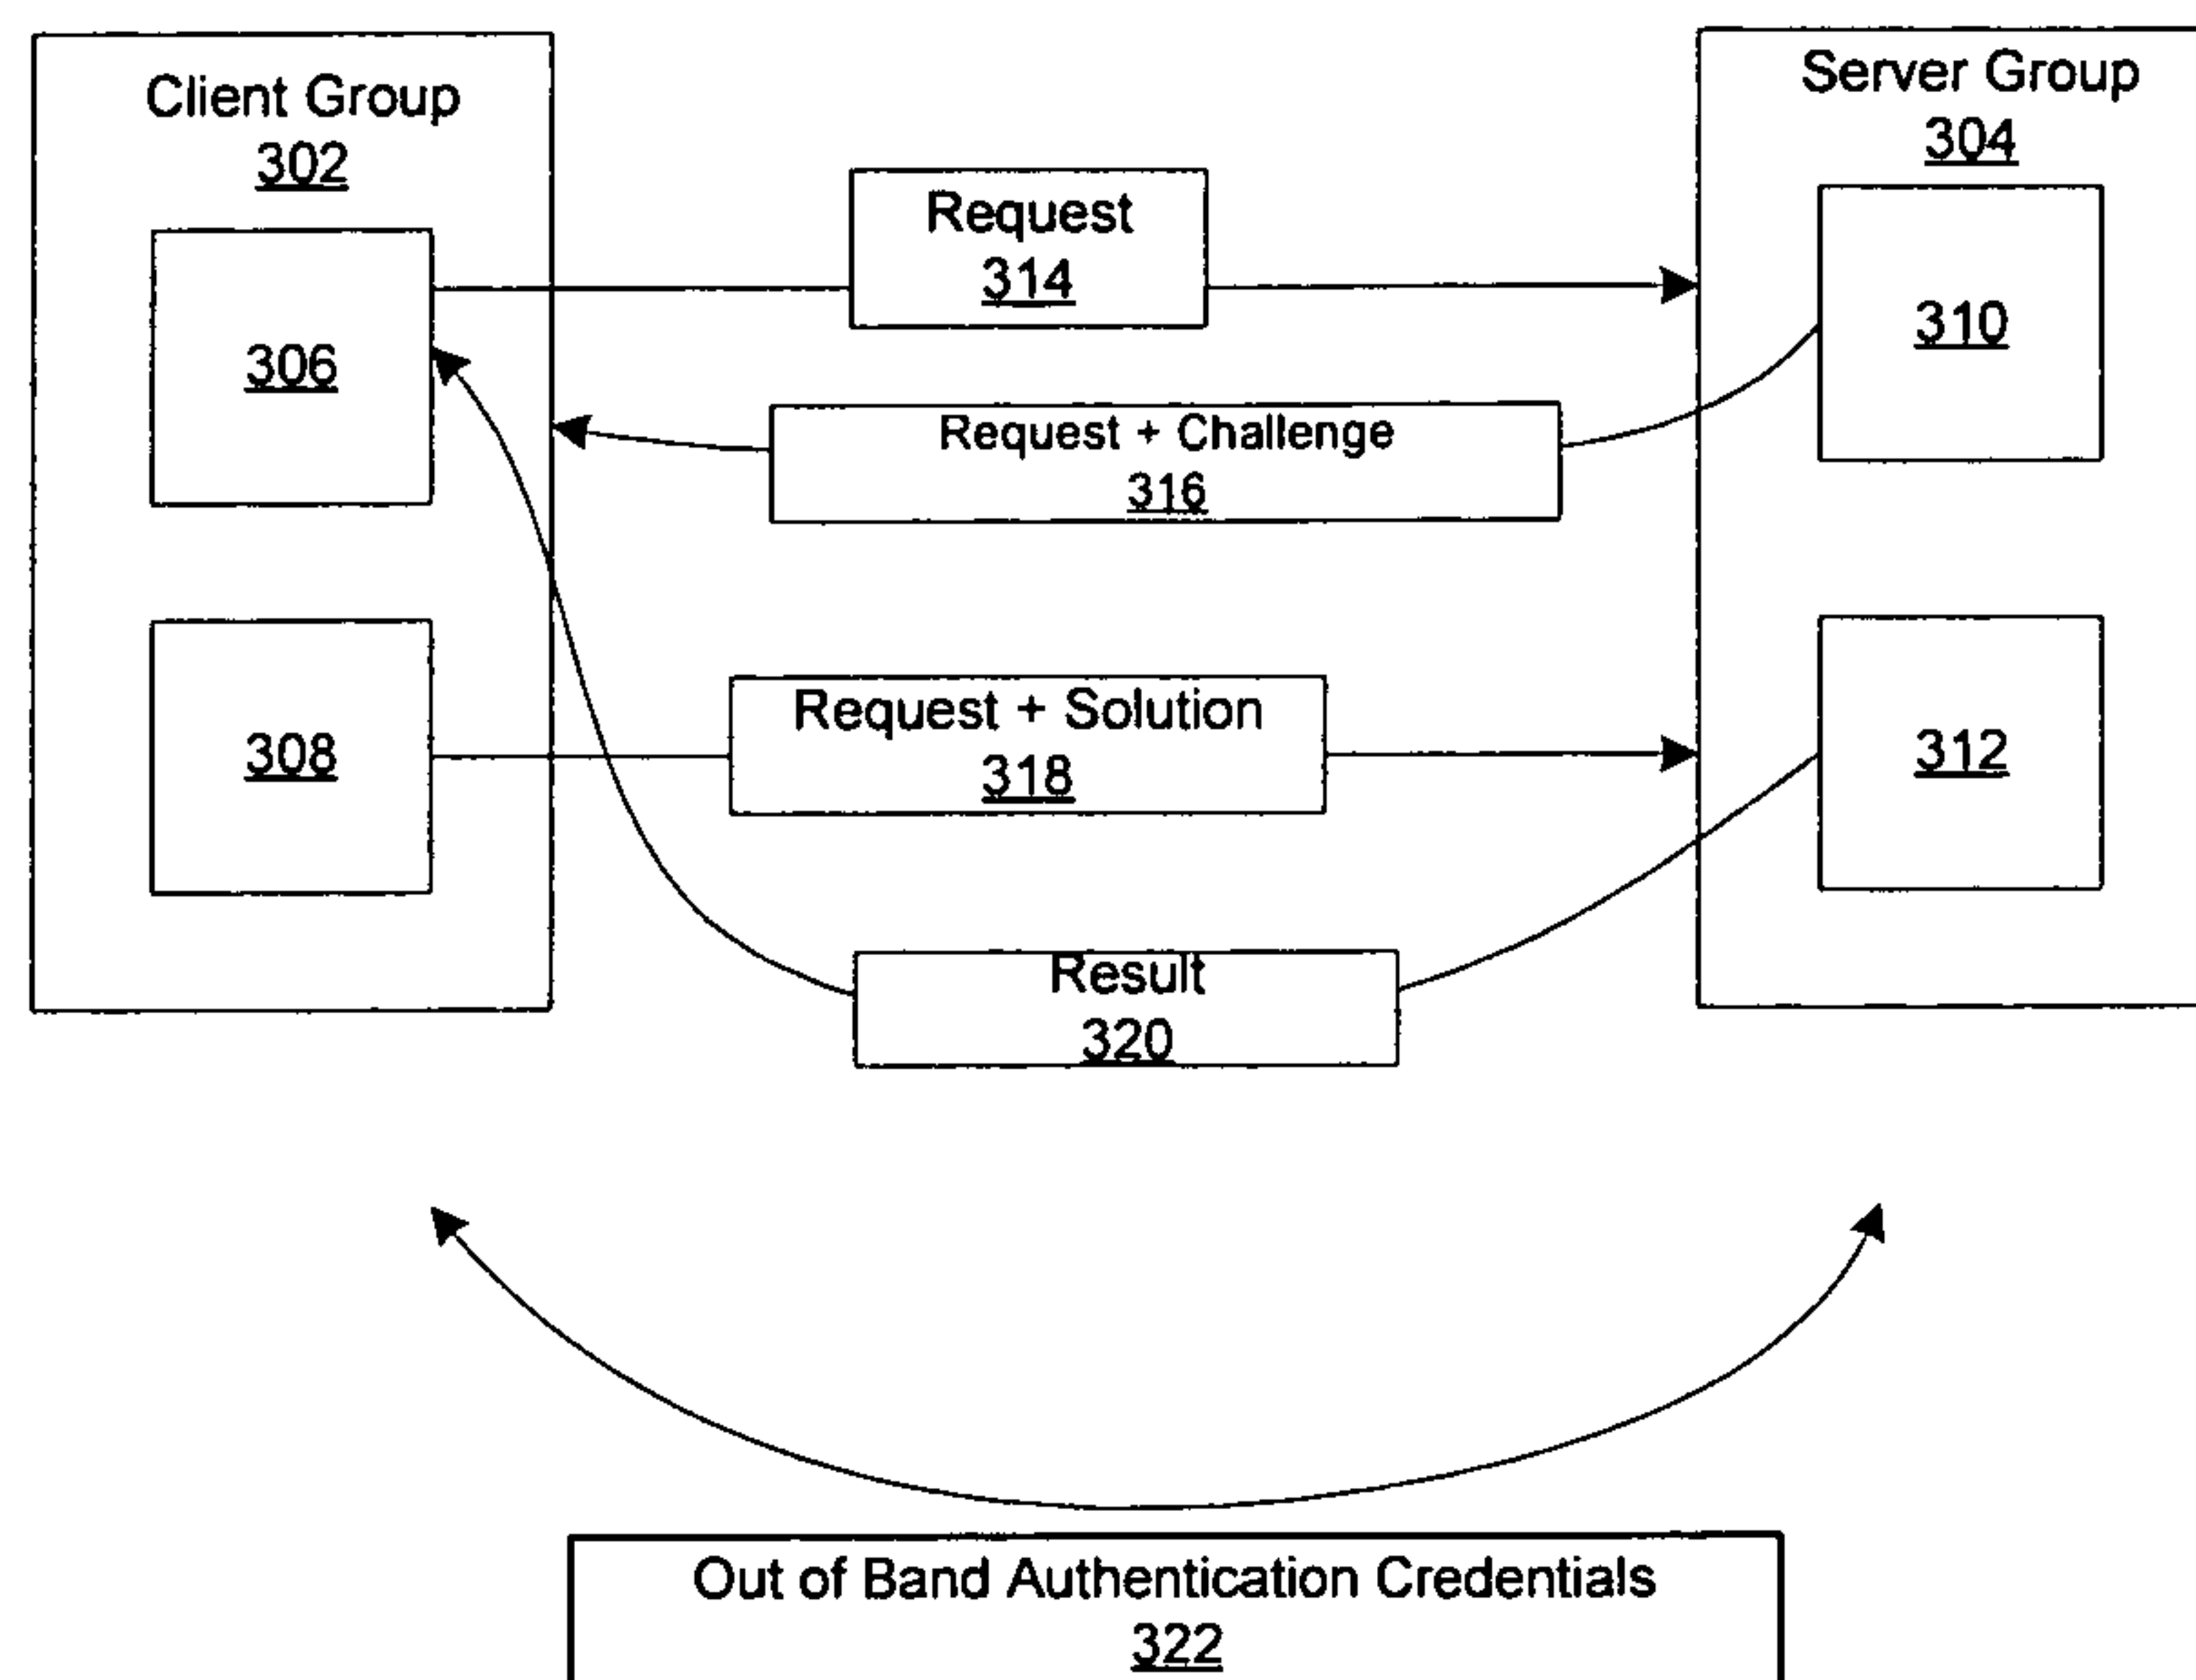 Client Group
302
306
308
Request
314
Request + Challenge
316
Request + Solution
318
Result
320
Server Group
304
310
312
Out of Band Authentication Credentials
322